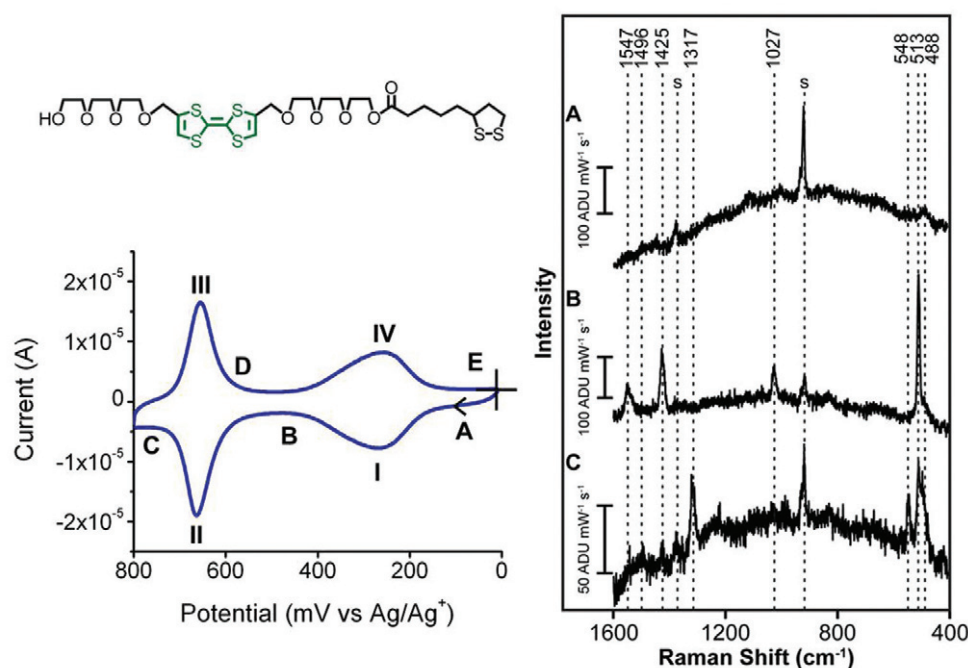 HO O O O O S S S S O O O O O O S-S
III
IV
D
E
C
B
A
I
II
2x10⁻⁵
1x10⁻⁵
0
-1x10⁻⁵
-2x10⁻⁵
Current (A)
800 600 400 200 0
Potential (mV vs Ag/Ag⁺)
1547 1496 1425 1317 1027 548 513 488
s s
A
100 ADU mW⁻¹ s⁻¹
B
100 ADU mW⁻¹ s⁻¹
C
50 ADU mW⁻¹ s⁻¹
Intensity
1600 1200 800 400
Raman Shift (cm⁻¹)